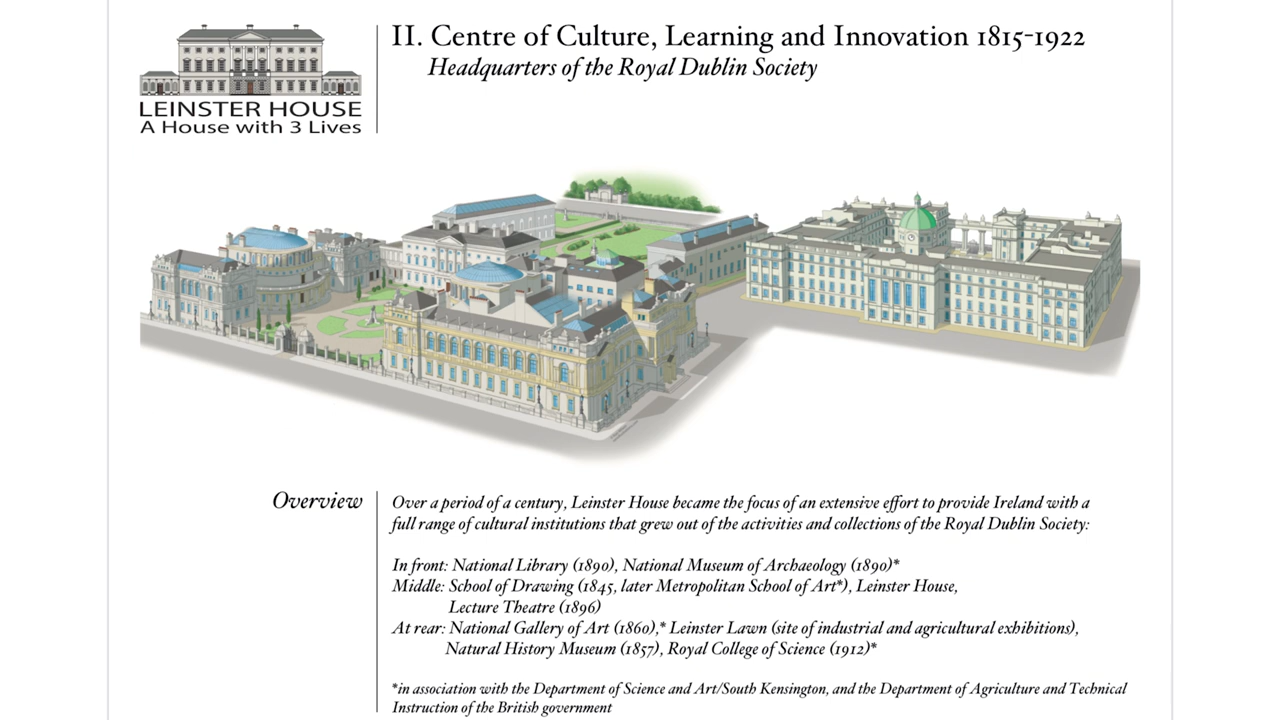 LEINSTER HOUSE
A House with 3 Lives
II. Centre of Culture, Learning and Innovation 1815-1922
Headquarters of the Royal Dublin Society
Overview
Over a period of a century, Leinster House became the focus of an extensive effort to provide Ireland with a
full range of cultural institutions that grew out of the activities and collections of the Royal Dublin Society:
In front: National Library (1890), National Museum of Archaeology (1890)*
Middle: School of Drawing (1845, later Metropolitan School of Art*), Leinster House,
Lecture Theatre (1896)
At rear: National Gallery of Art (1860),* Leinster Lawn (site of industrial and agricultural exhibitions),
Natural History Museum (1857), Royal College of Science (1912)*
*in association with the Department of Science and Art/South Kensington, and the Department of Agriculture and Technical
Instruction of the British government